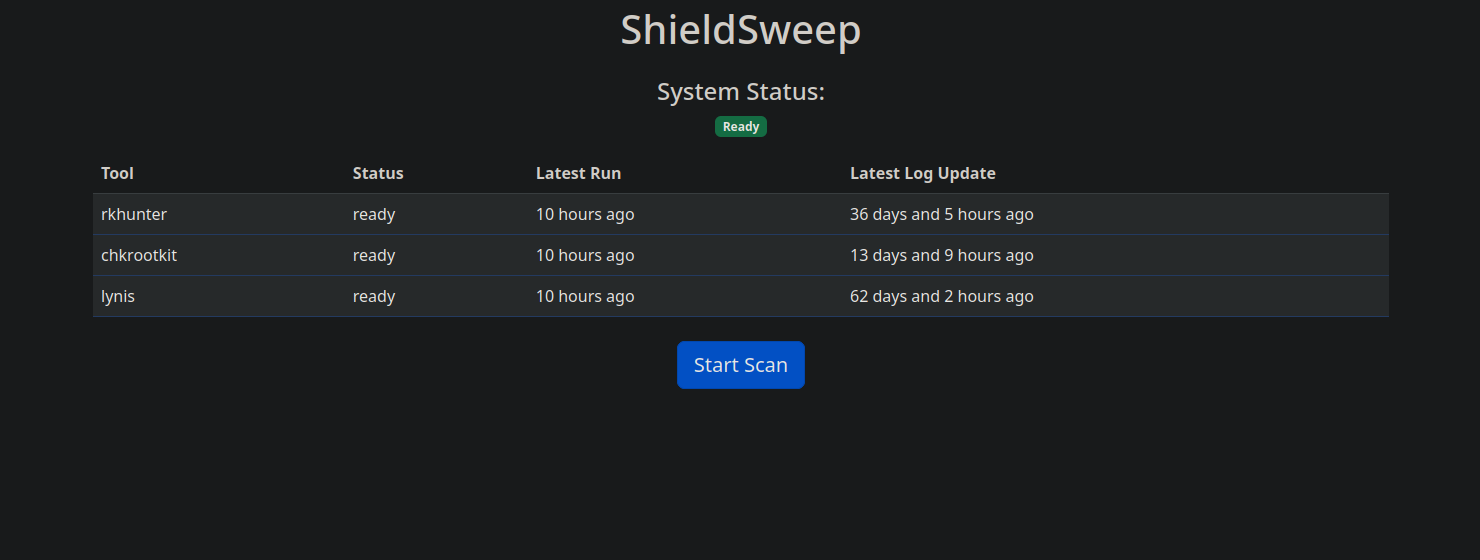 ShieldSweep
System Status:
Ready
Tool Status Latest Run Latest Log Update
rkhunter ready 10 hours ago 36 days and 5 hours ago
chkrootkit ready 10 hours ago 13 days and 9 hours ago
lynis ready 10 hours ago 62 days and 2 hours ago
Start Scan